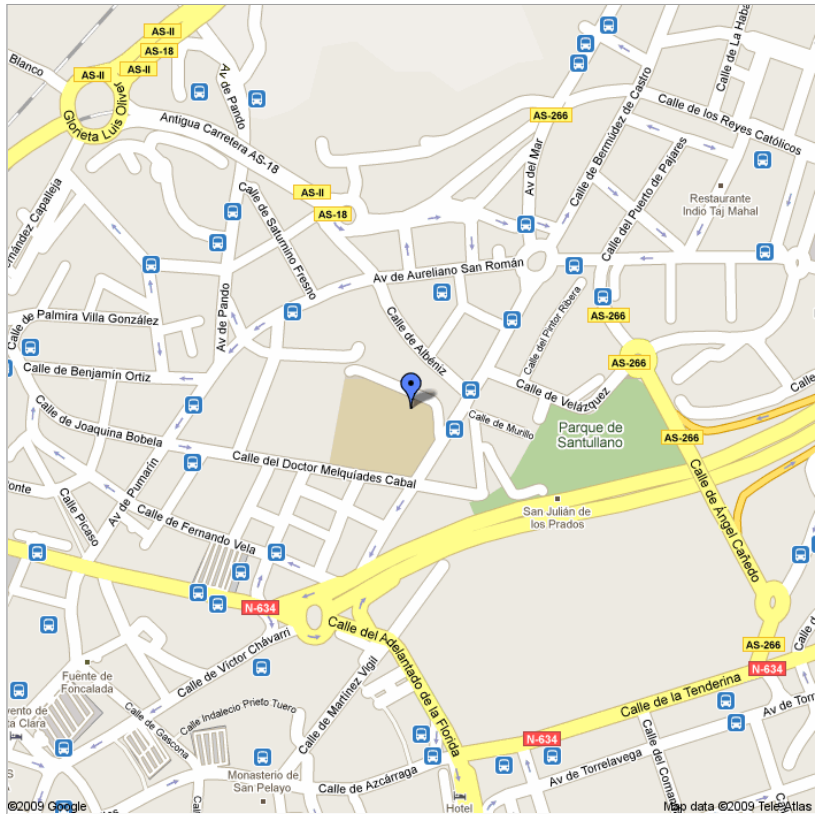 Blanco
AS-II
AS-18
AS-II
AS-II
Glorieta Luis Oliver
Antigua Carretera AS-18
Av de Pando
Calle de Saturnino Fresno
AS-II
AS-18
AS-266
Av del Mar
Calle de Bermúdez de Castro
Calle de los Reyes Católicos
Calle del Puerto de Pajares
Restaurante
Indio Taj Mahal
Av de Aureliano San Román
Calle de Palmira Villa González
Av de Pando
Calle de Albéniz
Calle del Pintor Ribera
AS-266
AS-266
Calle de Benjamín Ortiz
Calle de Velázquez
Calle de Murillo
Parque de
Santullano
AS-266
Calle de Joaquina Bobela
Av de Pumarín
Calle del Doctor Melquíades Cabal
San Julián de
los Prados
Calle de Ángel Cañedo
Calle Picaso
Calle de Fernando Vela
N-634
Calle del Adelantado de la Florida
AS-266
N-634
Calle de Víctor Chávarri
Fuente de
Foncalada
Calle de la Tenderina
Calle Indalecio Prieto Tuero
Calle de Martínez Vigil
Calle de Gascona
N-634
Monasterio de
San Pelayo
Calle de Azcárraga
Av de Torrelavega
Hotel
©2009 Google
Map data ©2009 Tele Atlas